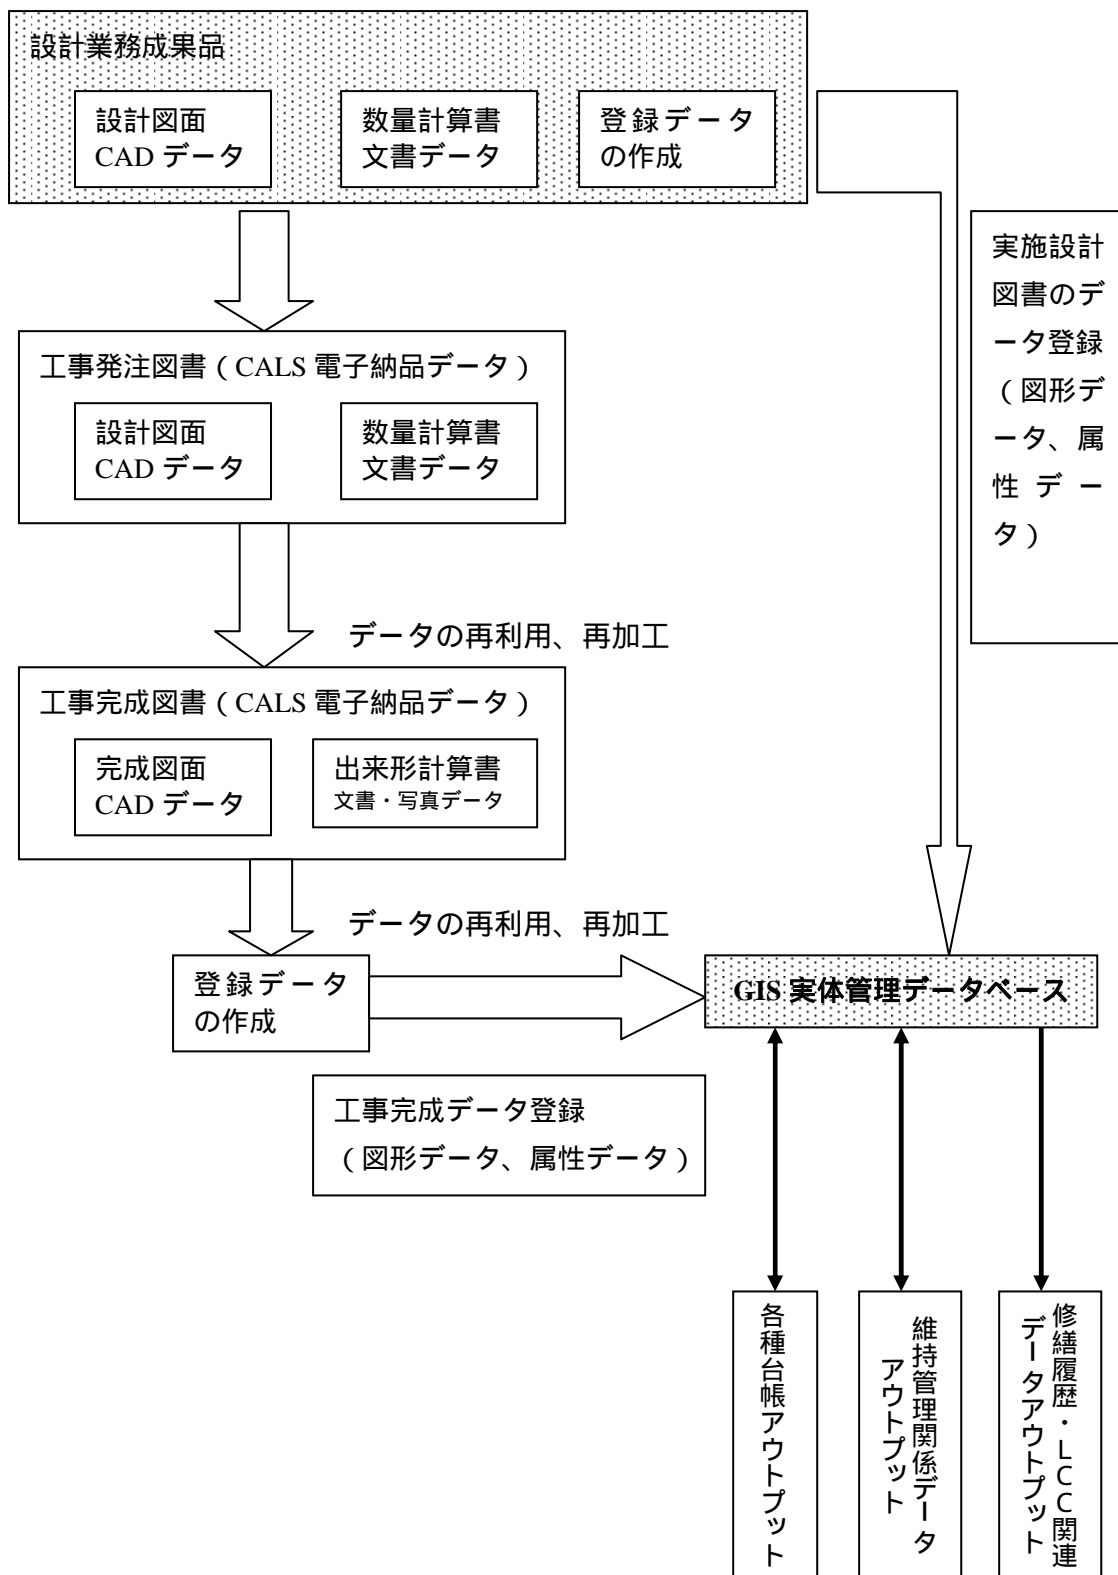 設計業務成果品
設計図面
CAD データ
数量計算書
文書データ
登録データ
の作成
実施設計
図書のデ
ータ登録
（図形デ
ータ、属
性データ）
工事発注図書（CALS 電子納品データ）
設計図面
CAD データ
数量計算書
文書データ
データの再利用、再加工
工事完成図書（CALS 電子納品データ）
完成図面
CAD データ
出来形計算書
文書・写真データ
データの再利用、再加工
登録データ
の作成
GIS 実体管理データベース
工事完成データ登録
（図形データ、属性データ）
各種台帳アウトプット
維持管理関係データ
アウトプット
修繕履歴・LCC関連
データアウトプット